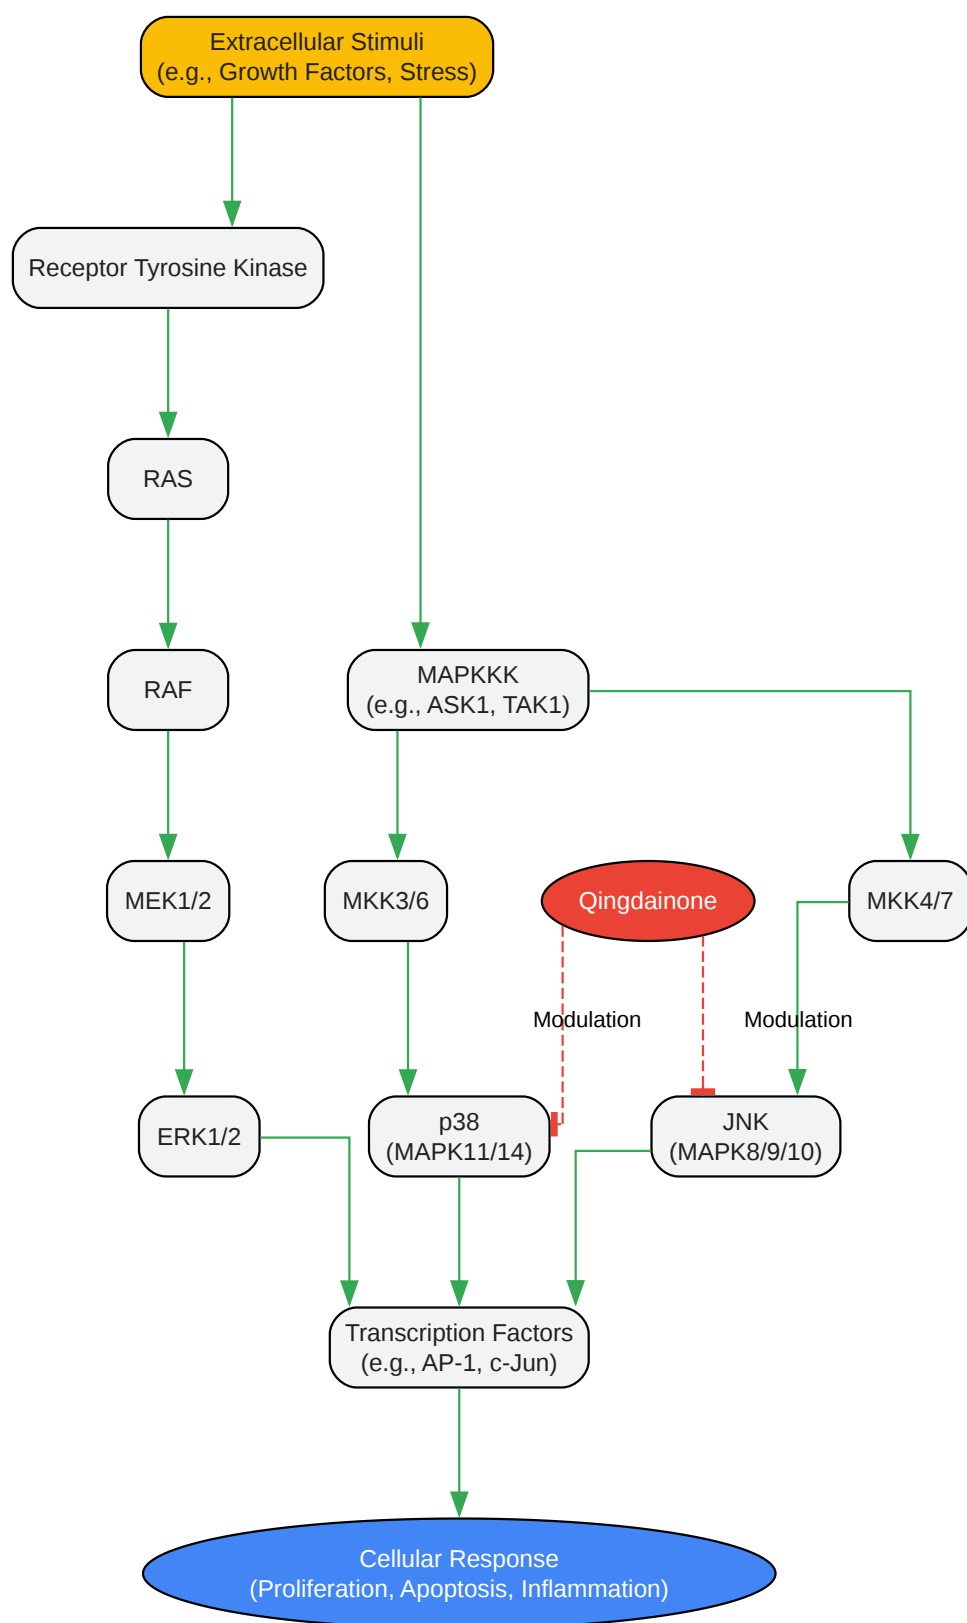 Extracellular Stimuli
(e.g., Growth Factors, Stress)
Receptor Tyrosine Kinase
RAS
RAF
MAPKKK
(e.g., ASK1, TAK1)
MEK1/2
MKK3/6
Qingdainone
MKK4/7
Modulation
Modulation
ERK1/2
p38
(MAPK11/14)
JNK
(MAPK8/9/10)
Transcription Factors
(e.g., AP-1, c-Jun)
Cellular Response
(Proliferation, Apoptosis, Inflammation)